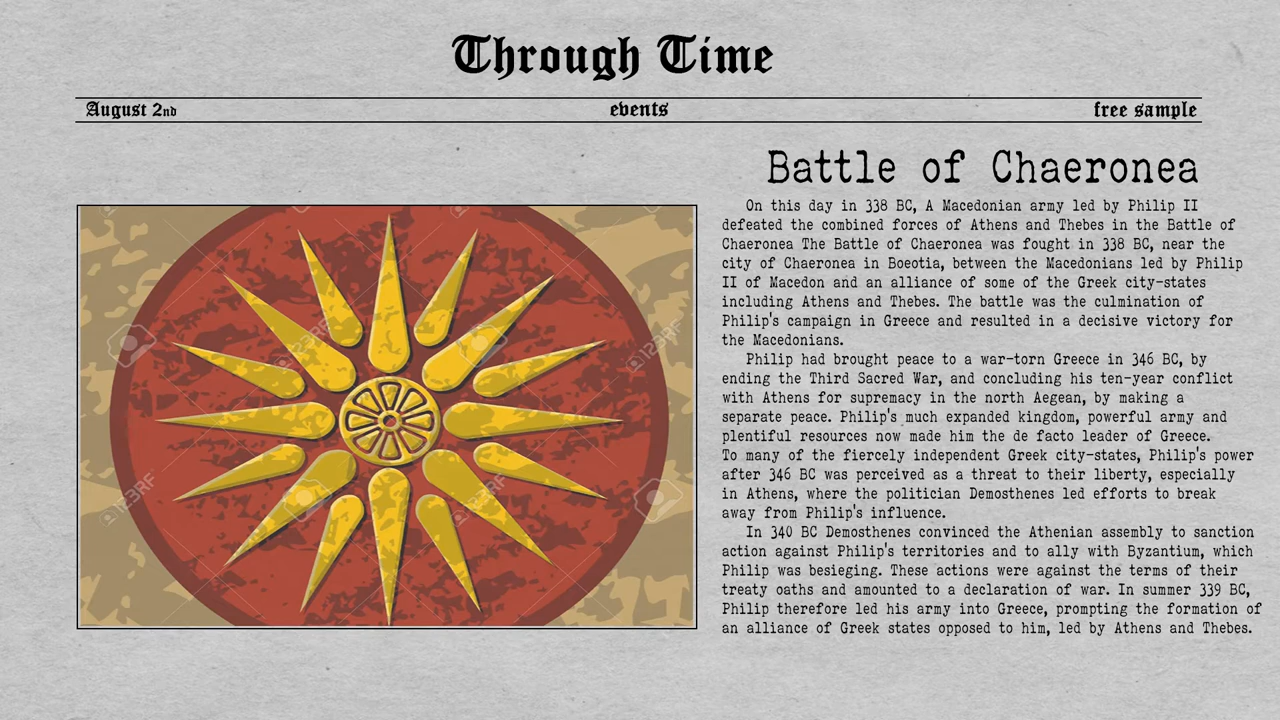 Through Time
August 2nd events free sample
Battle of Chaeronea
On this day in 338 BC, A Macedonian army led by Philip II
defeated the combined forces of Athens and Thebes in the Battle of
Chaeronea The Battle of Chaeronea was fought in 338 BC, near the
city of Chaeronea in Boeotia, between the Macedonians led by Philip
II of Macedon and an alliance of some of the Greek city-states
including Athens and Thebes. The battle was the culmination of
Philip's campaign in Greece and resulted in a decisive victory for
the Macedonians.
Philip had brought peace to a war-torn Greece in 346 BC, by
ending the Third Sacred War, and concluding his ten-year conflict
with Athens for supremacy in the north Aegean, by making a
separate peace. Philip's much expanded kingdom, powerful army and
plentiful resources now made him the de facto leader of Greece.
To many of the fiercely independent Greek city-states, Philip's power
after 346 BC was perceived as a threat to their liberty, especially
in Athens, where the politician Demosthenes led efforts to break
away from Philip's influence.
In 340 BC Demosthenes convinced the Athenian assembly to sanction
action against Philip's territories and to ally with Byzantium, which
Philip was besieging. These actions were against the terms of their
treaty oaths and amounted to a declaration of war. In summer 339 BC,
Philip therefore led his army into Greece, prompting the formation of
an alliance of Greek states opposed to him, led by Athens and Thebes.
123RF
123RF
123RF
123RF